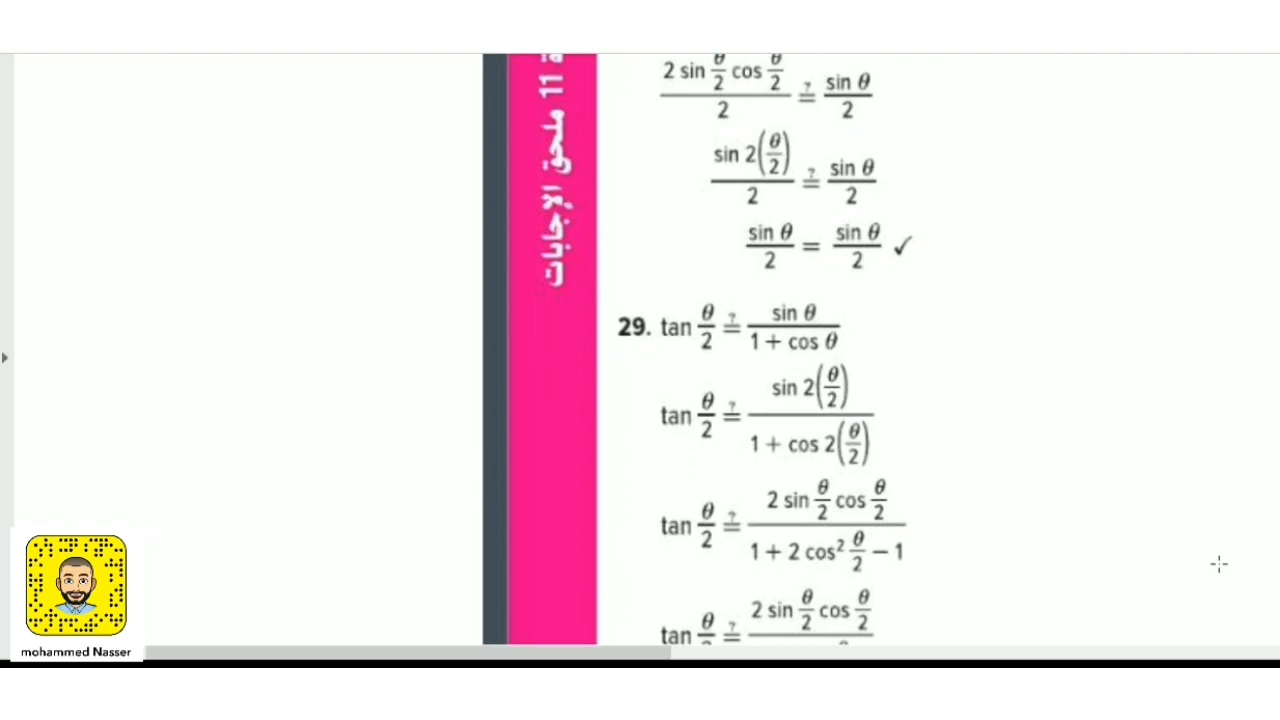 ملحق الإجابات 11
2 sin θ/2 cos θ/2 / 2 ≟ sin θ / 2
sin 2(θ/2) / 2 ≟ sin θ / 2
sin θ / 2 = sin θ / 2 ✓
29. tan θ/2 ≟ sin θ / 1 + cos θ
tan θ/2 ≟ sin 2(θ/2) / 1 + cos 2(θ/2)
tan θ/2 ≟ 2 sin θ/2 cos θ/2 / 1 + 2 cos² θ/2 − 1
tan θ/2 ≟ 2 sin θ/2 cos θ/2
mohammed Nasser